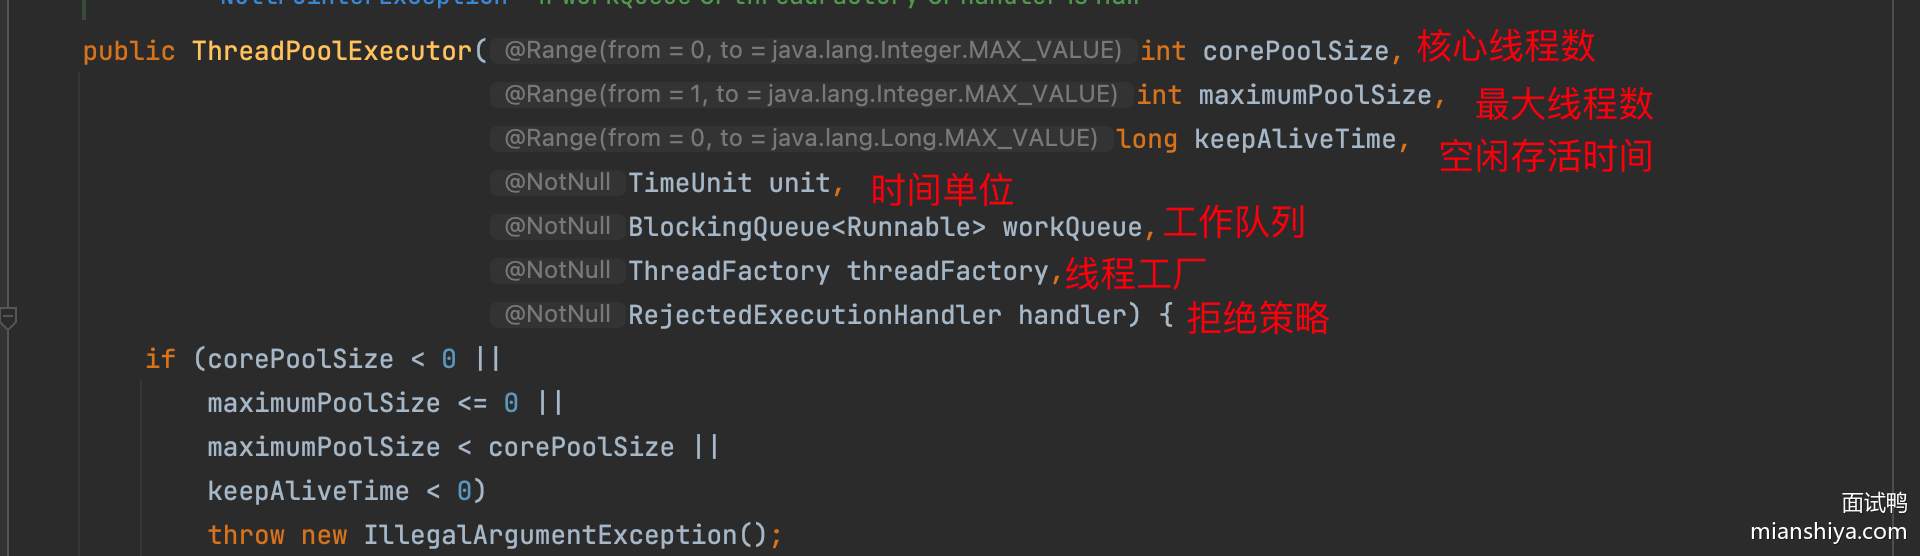 NullPointerException if workQueue or threadFactory or handler is null
public ThreadPoolExecutor( @Range(from = 0, to = java.lang.Integer.MAX_VALUE) int corePoolSize, 核心线程数
@Range(from = 1, to = java.lang.Integer.MAX_VALUE) int maximumPoolSize, 最大线程数
@Range(from = 0, to = java.lang.Long.MAX_VALUE) long keepAliveTime, 空闲存活时间
@NotNull TimeUnit unit, 时间单位
@NotNull BlockingQueue<Runnable> workQueue, 工作队列
@NotNull ThreadFactory threadFactory, 线程工厂
@NotNull RejectedExecutionHandler handler) { 拒绝策略
if (corePoolSize < 0 ||
maximumPoolSize <= 0 ||
maximumPoolSize < corePoolSize ||
keepAliveTime < 0)
throw new IllegalArgumentException();
面试鸭
mianshiya.com